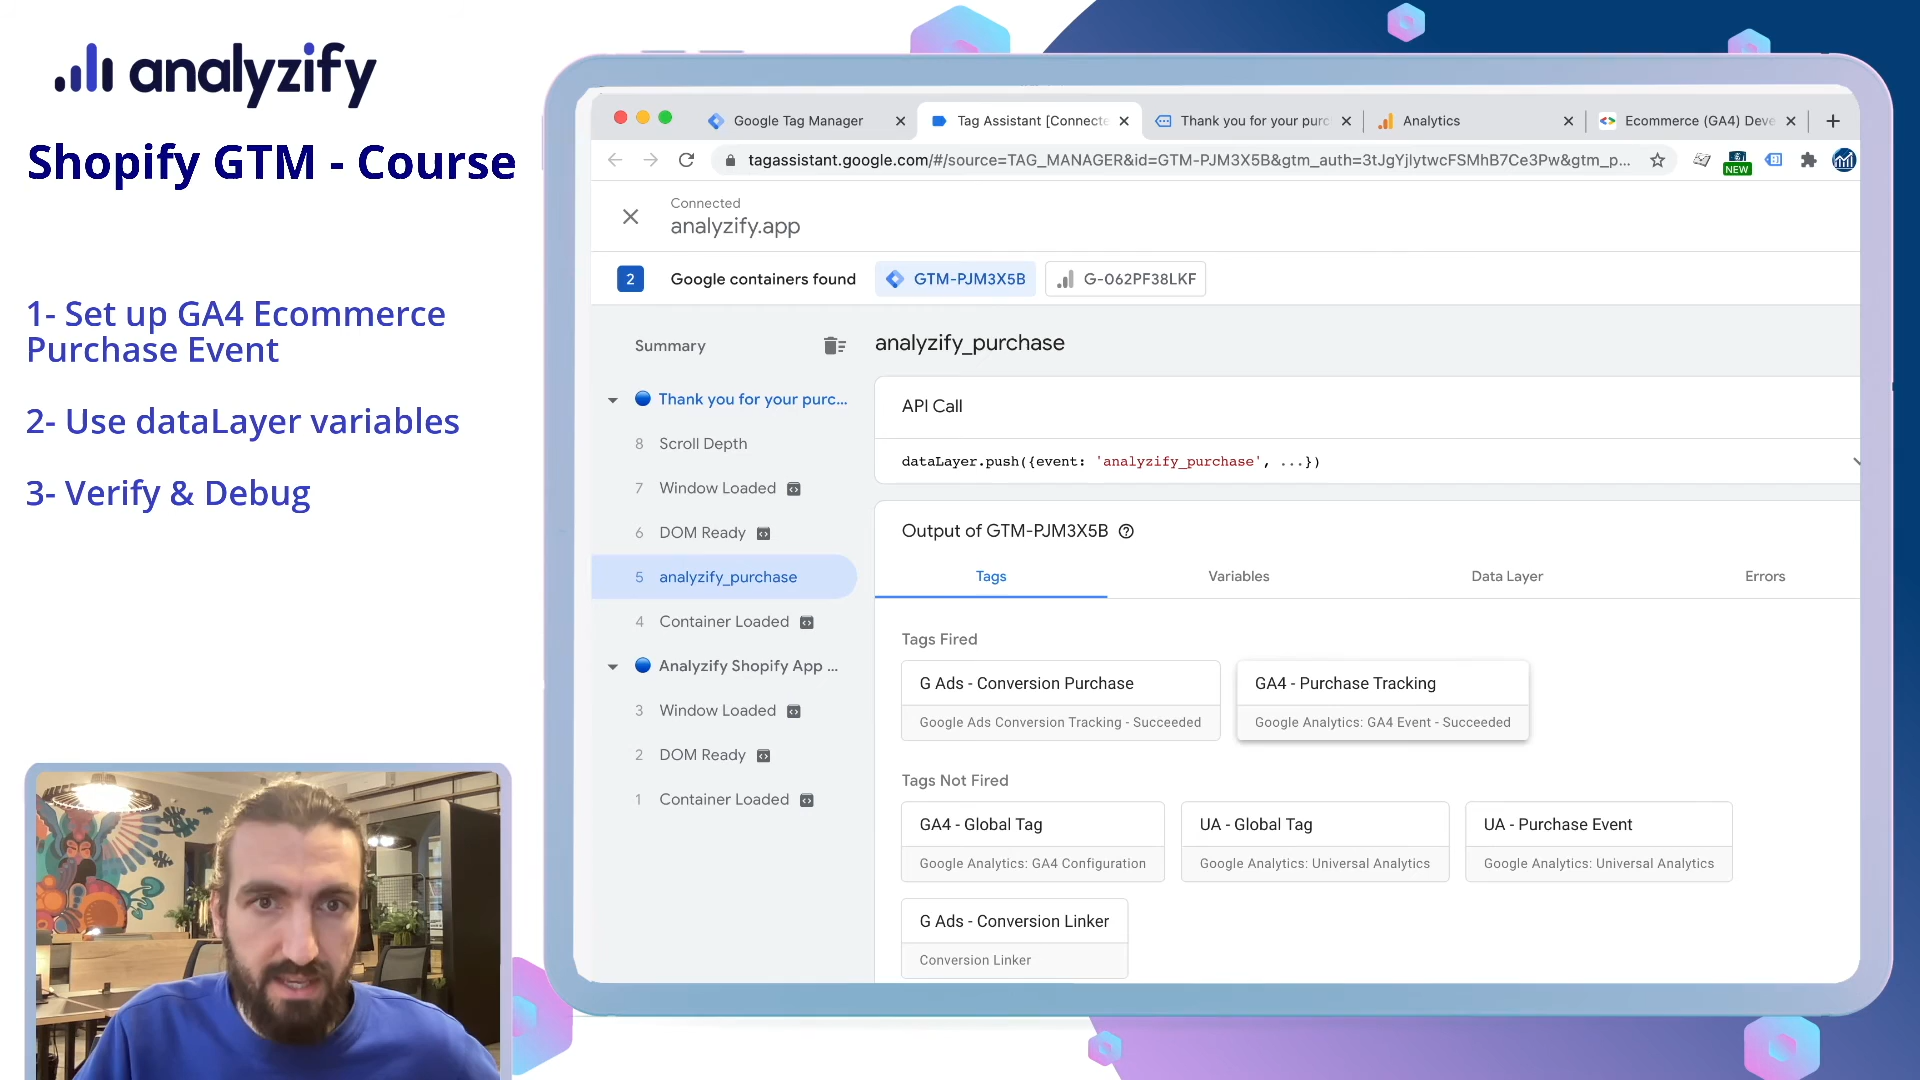 analyzify
Shopify GTM - Course
1- Set up GA4 Ecommerce
Purchase Event
2- Use dataLayer variables
3- Verify & Debug
Google Tag Manager
Tag Assistant [Connecte
Thank you for your purc
Analytics
Ecommerce (GA4) Deve
tagassistant.google.com/#/source=TAG_MANAGER&id=GTM-PJM3X5B&gtm_auth=3tJgYjlytwcFSMhB7Ce3Pw&gtm_p...
NEW
Connected
analyzify.app
2 Google containers found GTM-PJM3X5B G-062PF38LKF
Summary
Thank you for your purc...
8 Scroll Depth
7 Window Loaded
6 DOM Ready
5 analyzify_purchase
4 Container Loaded
Analyzify Shopify App ...
3 Window Loaded
2 DOM Ready
1 Container Loaded
analyzify_purchase
API Call
dataLayer.push({event: 'analyzify_purchase', ...})
Output of GTM-PJM3X5B
Tags Variables Data Layer Errors
Tags Fired
G Ads - Conversion Purchase
Google Ads Conversion Tracking - Succeeded
GA4 - Purchase Tracking
Google Analytics: GA4 Event - Succeeded
Tags Not Fired
GA4 - Global Tag
Google Analytics: GA4 Configuration
UA - Global Tag
Google Analytics: Universal Analytics
UA - Purchase Event
Google Analytics: Universal Analytics
G Ads - Conversion Linker
Conversion Linker